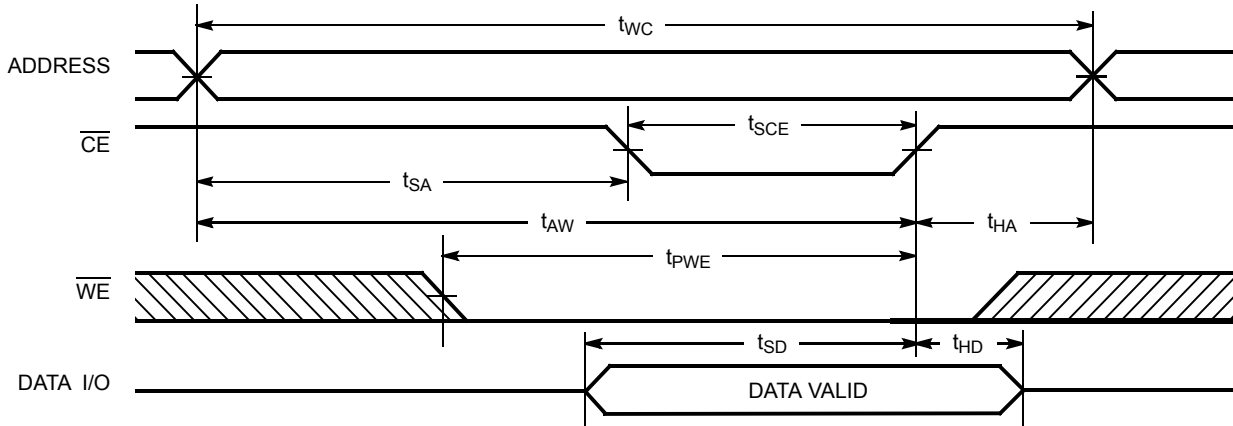 tWC
ADDRESS
CE
tSCE
tSA
tAW
tHA
tPWE
WE
tSD
tHD
DATA I/O
DATA VALID